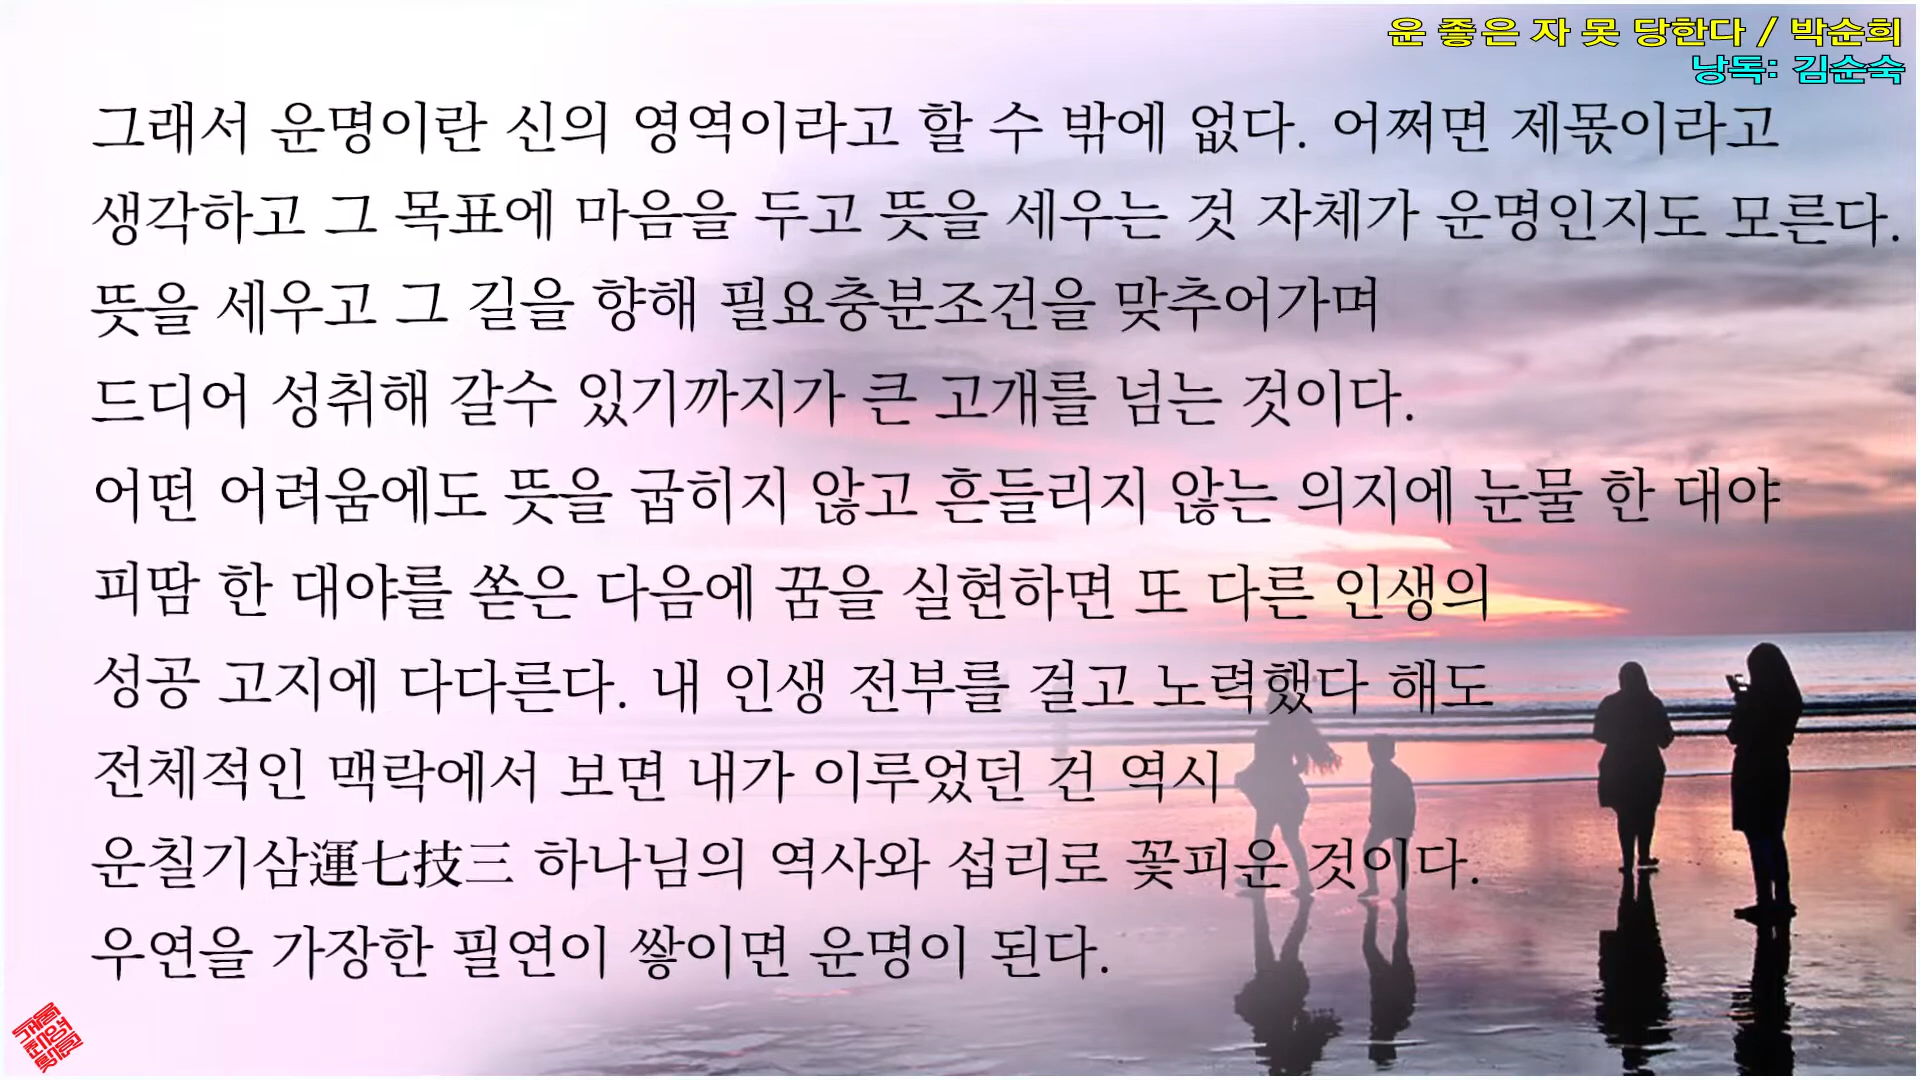 운 좋은 자 못 당한다 / 박순희
낭독: 김순숙
그래서 운명이란 신의 영역이라고 할 수 밖에 없다. 어쩌면 제몫이라고
생각하고 그 목표에 마음을 두고 뜻을 세우는 것 자체가 운명인지도 모른다.
뜻을 세우고 그 길을 향해 필요충분조건을 맞추어가며
드디어 성취해 갈수 있기까지가 큰 고개를 넘는 것이다.
어떤 어려움에도 뜻을 굽히지 않고 흔들리지 않는 의지에 눈물 한 대야
피땀 한 대야를 쏟은 다음에 꿈을 실현하면 또 다른 인생의
성공 고지에 다다른다. 내 인생 전부를 걸고 노력했다 해도
전체적인 맥락에서 보면 내가 이루었던 건 역시
운칠기삼運七技三 하나님의 역사와 섭리로 꽃피운 것이다.
우연을 가장한 필연이 쌓이면 운명이 된다.